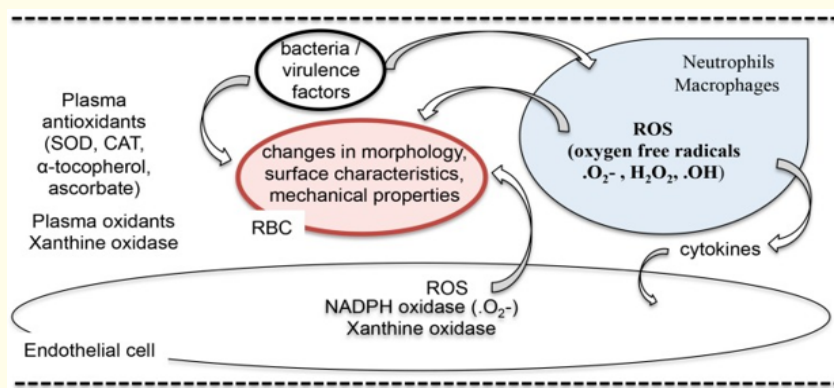 bacteria /
virulence
factors
Neutrophils
Macrophages
Plasma
antioxidants
(SOD, CAT,
α-tocopherol,
ascorbate)
Plasma oxidants
Xanthine oxidase
changes in morphology,
surface characteristics,
mechanical properties
RBC
ROS
(oxygen free radicals
.O₂- , H₂O₂, .OH)
cytokines
ROS
NADPH oxidase (.O₂-)
Xanthine oxidase
Endothelial cell